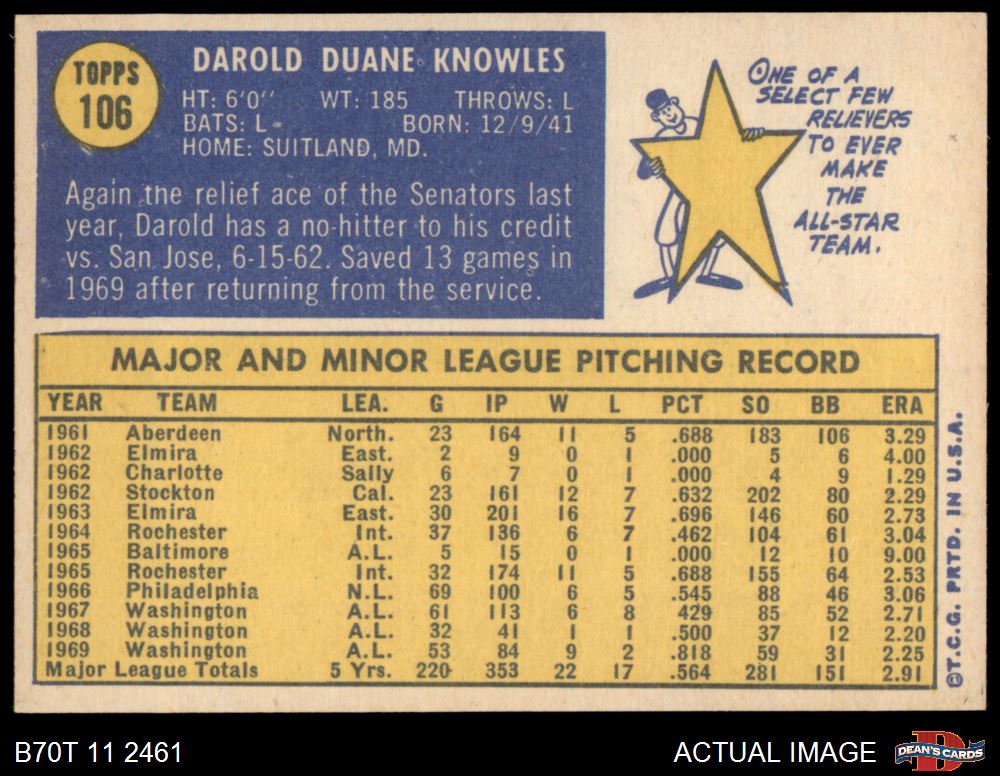 TOPPS
106
DAROLD DUANE KNOWLES
HT: 6'0" WT: 185 THROWS: L
BATS: L BORN: 12/9/41
HOME: SUITLAND, MD.
Again the relief ace of the Senators last
year, Darold has a no-hitter to his credit
vs. San Jose, 6-15-62. Saved 13 games in
1969 after returning from the service.
ONE OF A
SELECT FEW
RELIEVERS
TO EVER
MAKE
THE
ALL-STAR
TEAM.
MAJOR AND MINOR LEAGUE PITCHING RECORD
YEAR TEAM LEA. G IP W L PCT SO BB ERA
1961 Aberdeen North. 23 164 11 5 .688 183 106 3.29
1962 Elmira East. 2 9 0 1 .000 5 6 4.00
1962 Charlotte Sally 6 7 0 1 .000 4 9 1.29
1962 Stockton Cal. 23 161 12 7 .632 202 80 2.29
1963 Elmira East. 30 201 16 7 .696 146 60 2.73
1964 Rochester Int. 37 136 6 7 .462 104 61 3.04
1965 Baltimore A.L. 5 15 0 1 .000 12 10 9.00
1965 Rochester Int. 32 174 11 5 .688 155 64 2.53
1966 Philadelphia N.L. 69 100 6 5 .545 88 46 3.06
1967 Washington A.L. 61 113 6 8 .429 85 52 2.71
1968 Washington A.L. 32 41 1 1 .500 37 12 2.20
1969 Washington A.L. 53 84 9 2 .818 59 31 2.25
Major League Totals 5 Yrs. 220 353 22 17 .564 281 151 2.91
©T.C.G. PRTD. IN U.S.A.
B70T 11 2461
ACTUAL IMAGE
D
DEAN'S CARDS